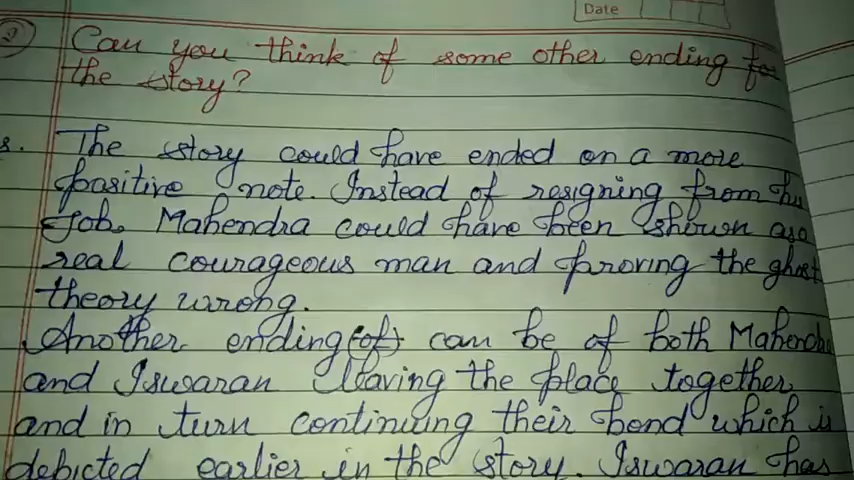 Date
2 Can you think of some other ending for
the story?
s. The story could have ended on a more
positive note. Instead of resigning from his
job, Mahendra could have been shown as a
real courageous man and proving the ghost
theory wrong.
Another ending (of) can be of both Mahendra
and Iswaran leaving the place together
and in turn continuing their bond which is
debicted earlier in the story. Iswaran has